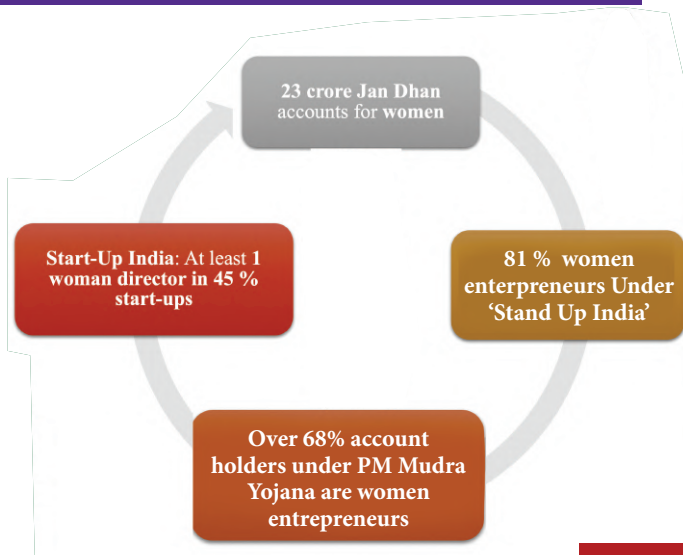 23 crore Jan Dhan
accounts for women
81 % women
enterpreneurs Under
‘Stand Up India’
Over 68% account
holders under PM Mudra
Yojana are women
entrepreneurs
Start-Up India: At least 1
woman director in 45 %
start-ups